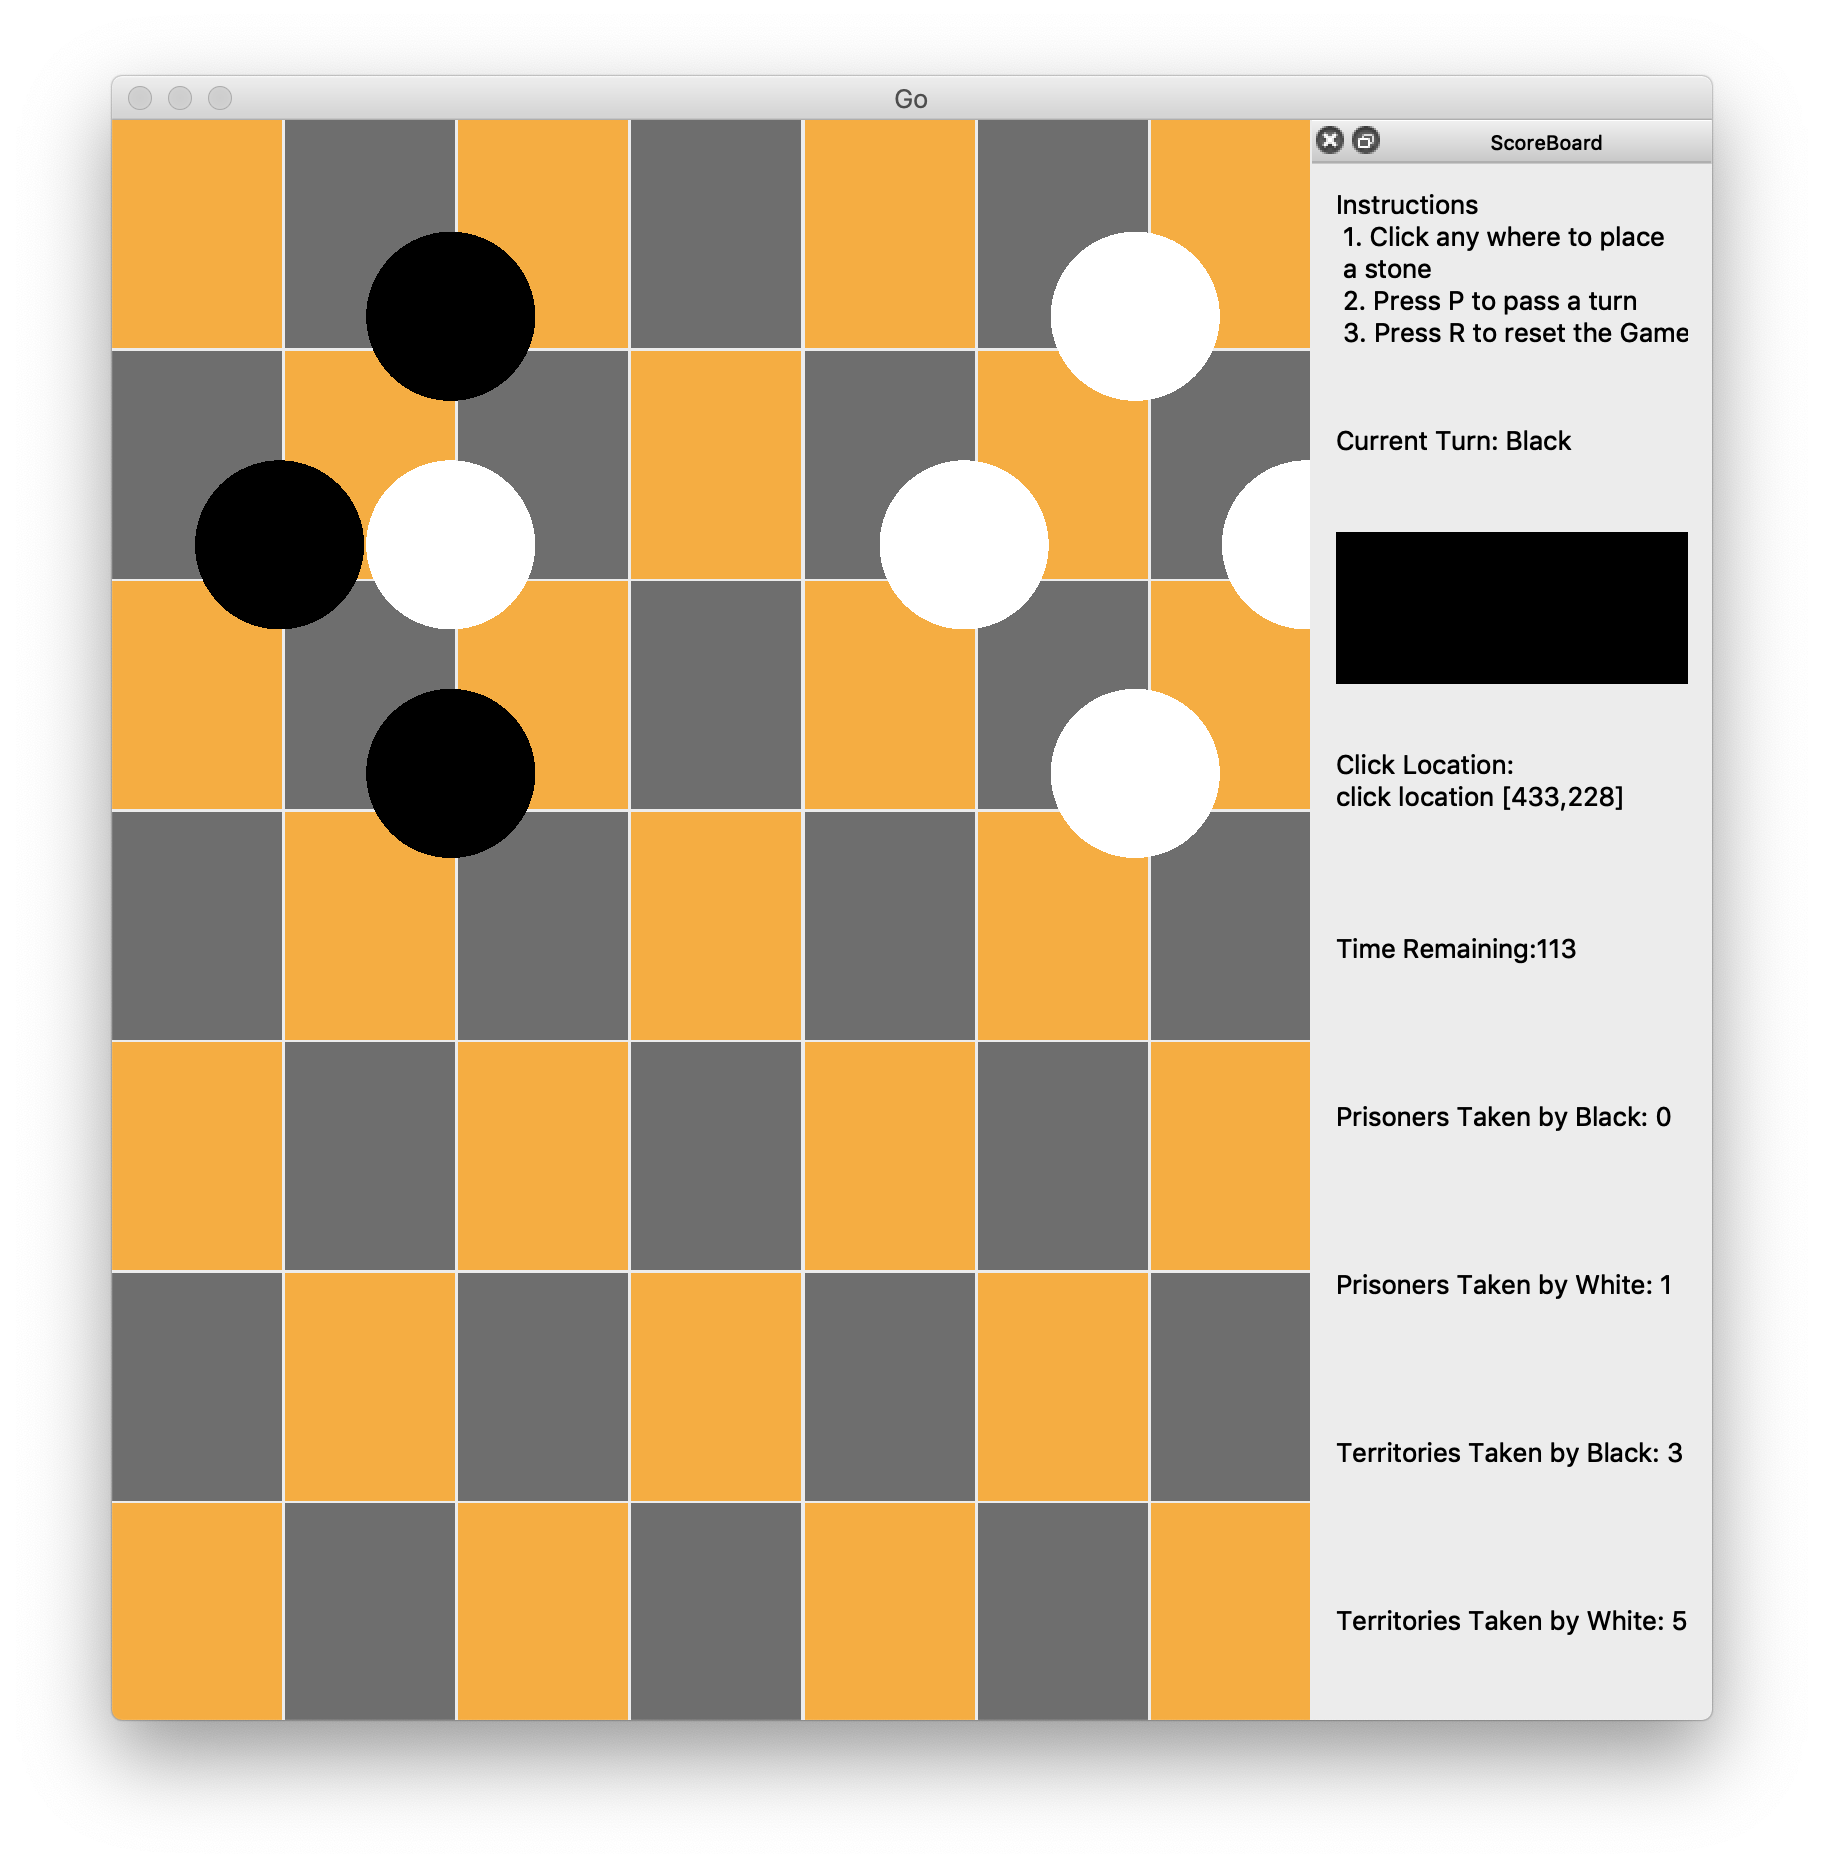 Go
ScoreBoard
Instructions
1. Click any where to place
a stone
2. Press P to pass a turn
3. Press R to reset the Game
Current Turn: Black
Click Location:
click location [433,228]
Time Remaining:113
Prisoners Taken by Black: 0
Prisoners Taken by White: 1
Territories Taken by Black: 3
Territories Taken by White: 5